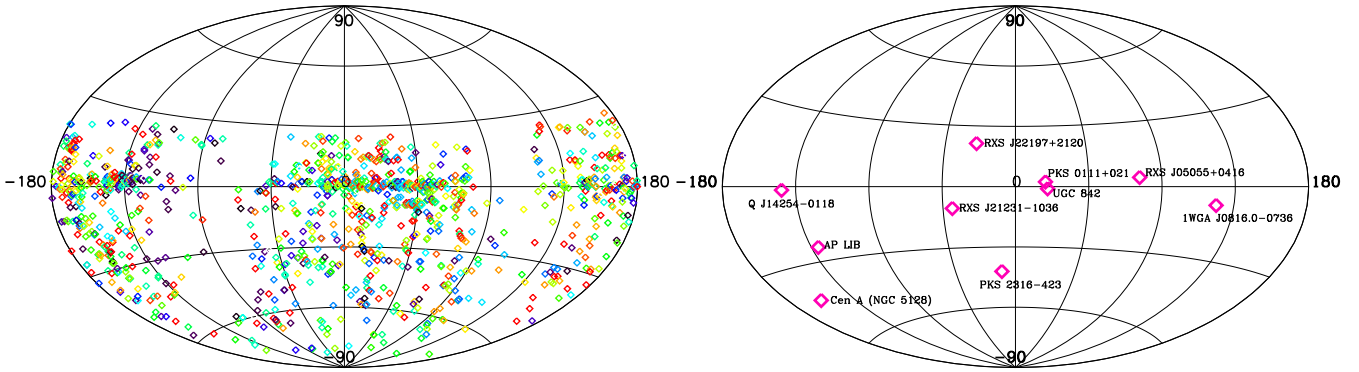 90
-180
0
180
-90
90
RXS J22197+2120
PKS 0111+021
RXS J05055+0416
-180
0
180
UGC 842
Q J14254-0118
RXS J21231-1036
1WGA J0816.0-0736
AP LIB
PKS 2316-423
Cen A (NGC 5128)
-90